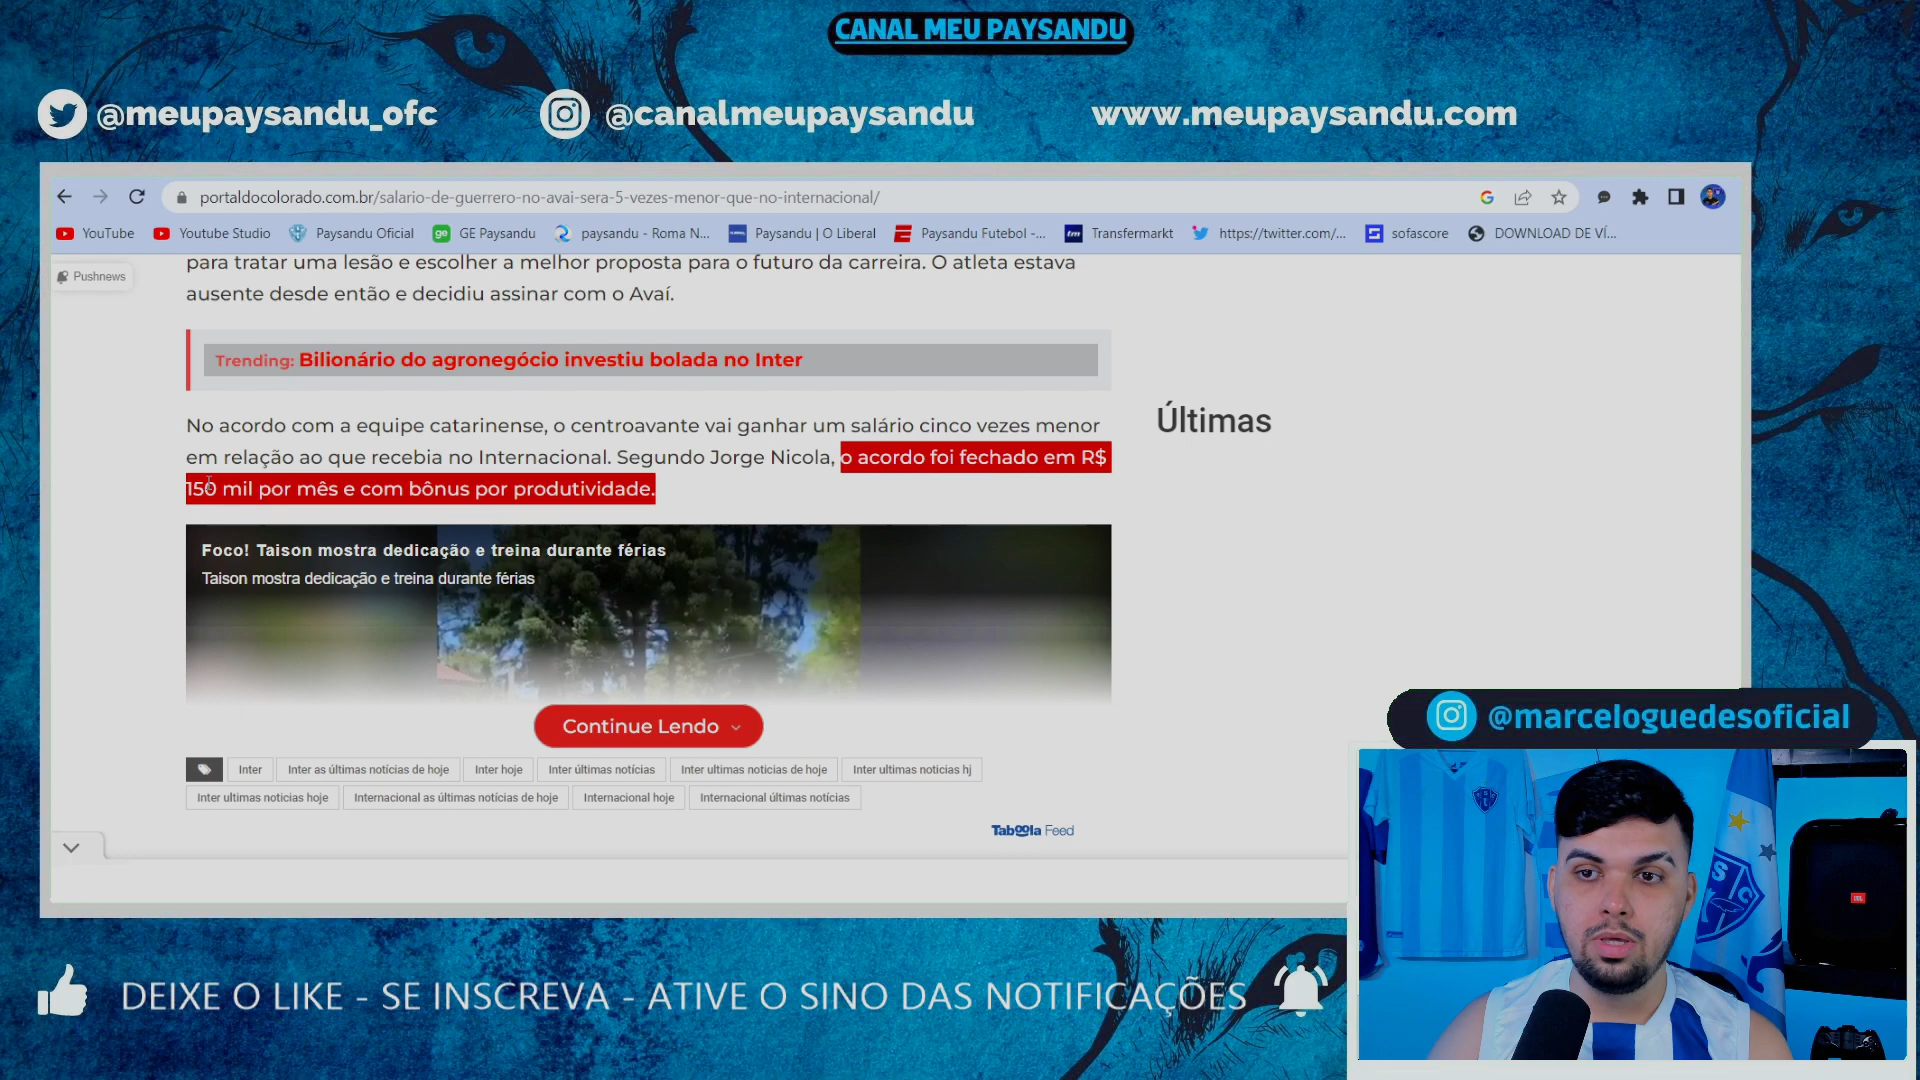 CANAL MEU PAYSANDU
@meupaysandu_ofc
@canalmeupaysandu
www.meupaysandu.com
portaldocolorado.com.br/salario-de-guerrero-no-avai-sera-5-vezes-menor-que-no-internacional/
YouTube
Youtube Studio
Paysandu Oficial
GE Paysandu
paysandu - Roma N...
Paysandu | O Liberal
Paysandu Futebol -...
Transfermarkt
https://twitter.com/...
sofascore
DOWNLOAD DE VÍ...
Pushnews
para tratar uma lesão e escolher a melhor proposta para o futuro da carreira. O atleta estava
ausente desde então e decidiu assinar com o Avaí.
Trending: Bilionário do agronegócio investiu bolada no Inter
No acordo com a equipe catarinense, o centroavante vai ganhar um salário cinco vezes menor
em relação ao que recebia no Internacional. Segundo Jorge Nicola, o acordo foi fechado em R$
150 mil por mês e com bônus por produtividade.
Últimas
Foco! Taison mostra dedicação e treina durante férias
Taison mostra dedicação e treina durante férias
Continue Lendo
Inter
Inter as últimas notícias de hoje
Inter hoje
Inter últimas notícias
Inter ultimas noticias de hoje
Inter ultimas noticias hj
Inter ultimas noticias hoje
Internacional as últimas notícias de hoje
Internacional hoje
Internacional últimas notícias
Taboola Feed
@marceloguedesoficial
JBL
DEIXE O LIKE - SE INSCREVA - ATIVE O SINO DAS NOTIFICAÇÕES